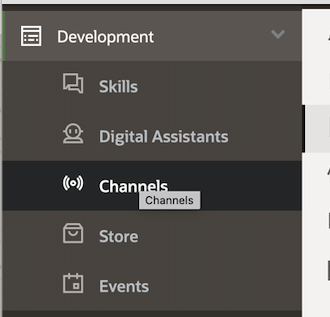 Development
Skills
Digital Assistants
Channels
Channels
Store
Events